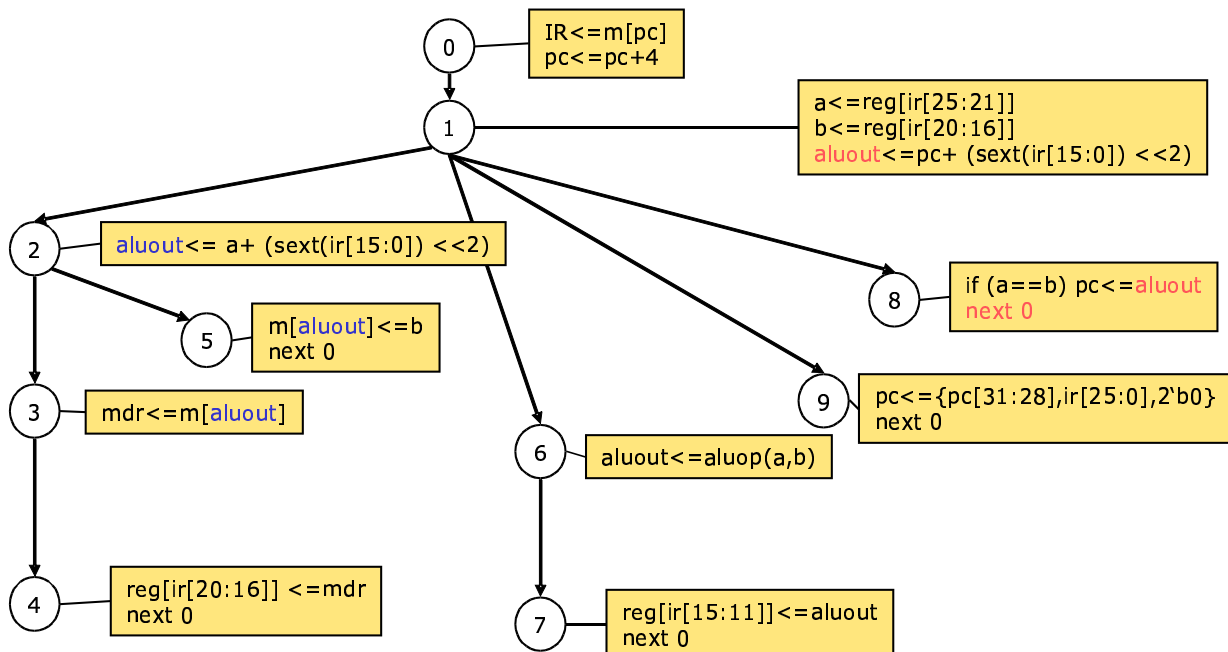 0
IR<=m[pc]
pc<=pc+4
1
a<=reg[ir[25:21]]
b<=reg[ir[20:16]]
aluout<=pc+ (sext(ir[15:0]) <<2)
2
aluout<= a+ (sext(ir[15:0]) <<2)
8
if (a==b) pc<=aluout
next 0
5
m[aluout]<=b
next 0
3
mdr<=m[aluout]
9
pc<={pc[31:28],ir[25:0],2'b0}
next 0
6
aluout<=aluop(a,b)
4
reg[ir[20:16]] <=mdr
next 0
7
reg[ir[15:11]]<=aluout
next 0